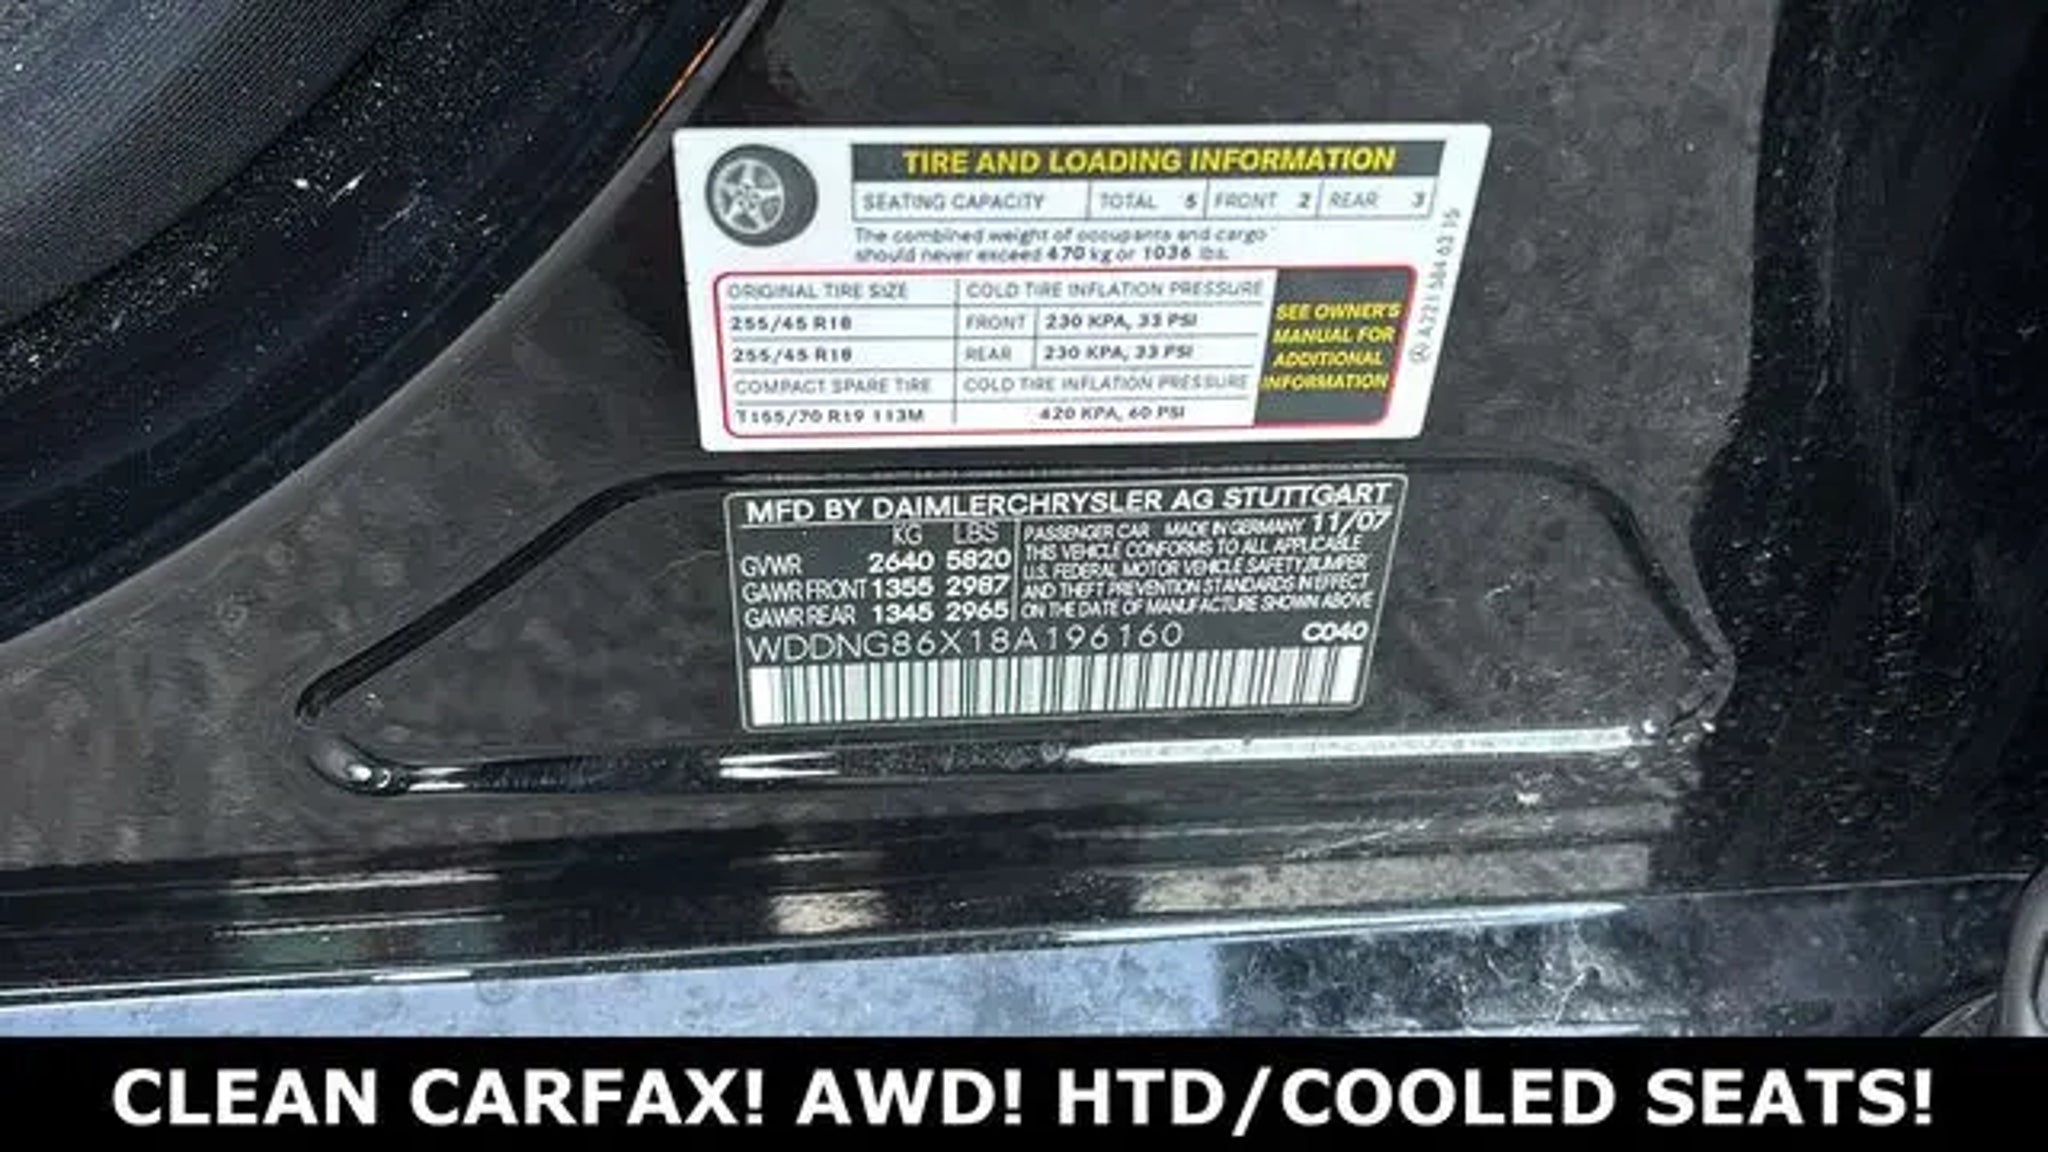 TIRE AND LOADING INFORMATION
SEATING CAPACITY TOTAL 5 FRONT 2 REAR 3
The combined weight of occupants and cargo
should never exceed 470 kg or 1036 lbs.
ORIGINAL TIRE SIZE COLD TIRE INFLATION PRESSURE
255/45 R18 FRONT 230 KPA, 33 PSI
255/45 R18 REAR 230 KPA, 33 PSI
COMPACT SPARE TIRE COLD TIRE INFLATION PRESSURE
T155/70 R19 113M 420 KPA, 60 PSI
SEE OWNER'S
MANUAL FOR
ADDITIONAL
INFORMATION
MFD BY DAIMLERCHRYSLER AG STUTTGART
KG LBS
GVWR 2640 5820
GAWR FRONT 1355 2987
GAWR REAR 1345 2965
PASSENGER CAR MADE IN GERMANY 11/07
THIS VEHICLE CONFORMS TO ALL APPLICABLE
U.S. FEDERAL MOTOR VEHICLE SAFETY, BUMPER
AND THEFT PREVENTION STANDARDS IN EFFECT
ON THE DATE OF MANUFACTURE SHOWN ABOVE
WDDNG86X18A196160 C040
CLEAN CARFAX! AWD! HTD/COOLED SEATS!